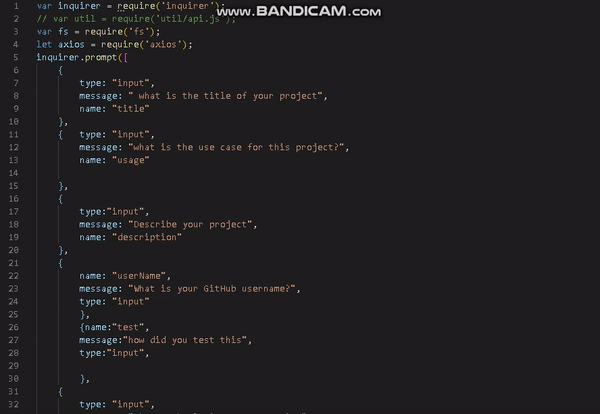 www.BANDICAM.com
1 var inquirer = require('inquirer');
2 // var util = require('util/api.js');
3 var fs = require('fs');
4 let axios = require('axios');
5 inquirer.prompt([
6 {
7 type: "input",
8 message: " what is the title of your project",
9 name: "title"
10 },
11 { type: "input",
12 message: "what is the use case for this project?",
13 name: "usage"
14
15 },
16 {
17 type:"input",
18 message: "Describe your project",
19 name: "description"
20 },
21 {
22 name: "userName",
23 message: "What is your GitHub username?",
24 type: "input"
25 },
26 {name:"test",
27 message:"how did you test this",
28 type:"input",
29
30 },
31 {
32 type: "input",